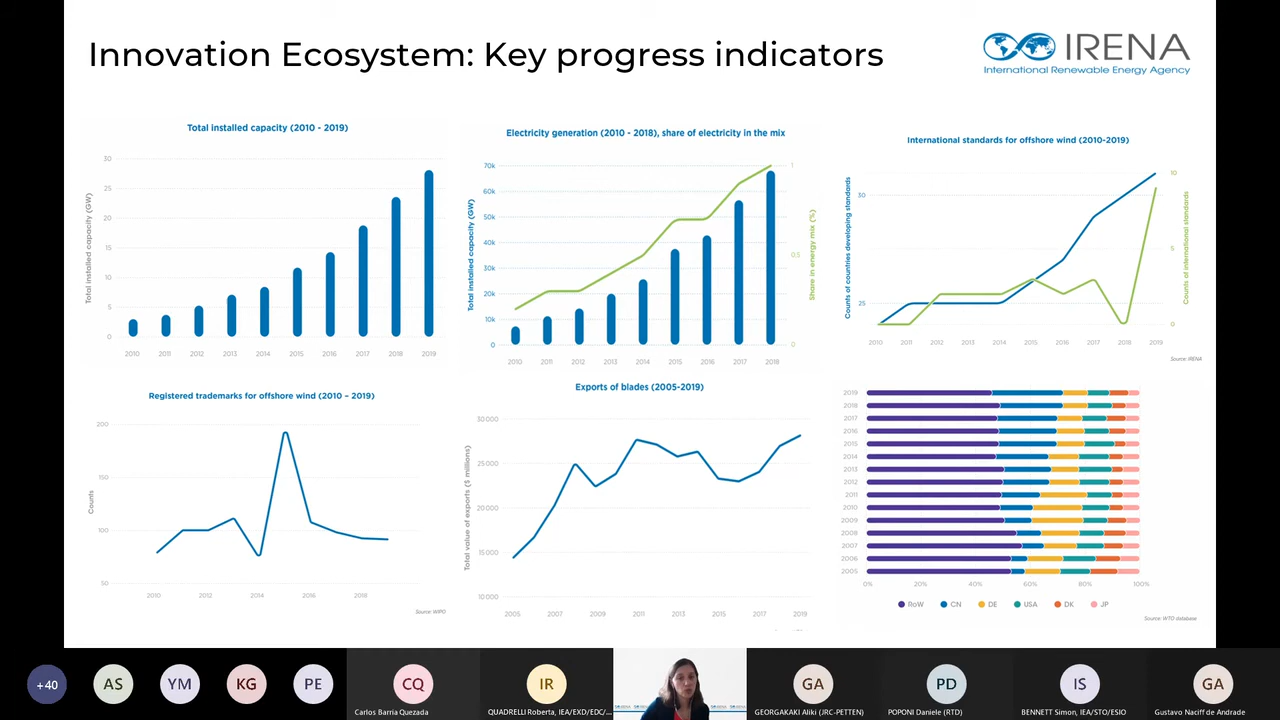 Innovation Ecosystem: Key progress indicators
IRENA
International Renewable Energy Agency
Total installed capacity (2010 - 2019)
Total installed capacity (GW)
30
25
20
15
10
5
0
2010 2011 2012 2013 2014 2015 2016 2017 2018 2019
Electricity generation (2010 - 2018), share of electricity in the mix
Total installed capacity (GW)
70k
60k
50k
40k
30k
20k
10k
0
1
0.5
0
Share in energy mix (%)
2010 2011 2012 2013 2014 2015 2016 2017 2018
International standards for offshore wind (2010-2019)
Counts of countries developing standards
30
25
10
5
0
Counts of international standards
2010 2011 2012 2013 2014 2015 2016 2017 2018 2019
Source: IRENA
Registered trademarks for offshore wind (2010 – 2019)
Counts
200
150
100
50
2010 2012 2014 2016 2018
Source: WIPO
Exports of blades (2005-2019)
Total value of exports ($ millions)
30 000
25 000
20 000
15 000
10 000
2005 2007 2009 2011 2013 2015 2017 2019
2019
2018
2017
2016
2015
2014
2013
2012
2011
2010
2009
2008
2007
2006
2005
0% 20% 40% 60% 80% 100%
RoW CN DE USA DK JP
Source: WTO database
+40 AS YM KG PE CQ IR GA PD IS GA
Carlos Barria Quezada
QUADRELLI Roberta, IEA/EXD/EDC/...
GEORGAKAKI Aliki (JRC-PETTEN)
POPONI Daniele (RTD)
BENNETT Simon, IEA/STO/ESIO
Gustavo Naciff de Andrade